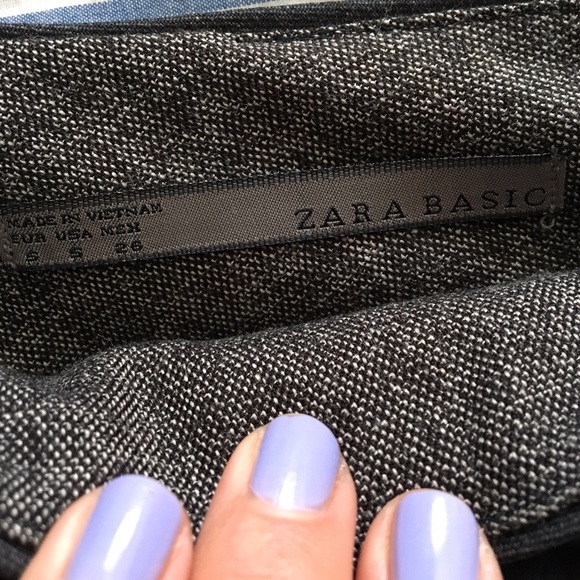 MADE IN VIETNAM
EUR USA MEX
S S 26
ZARA BASIC